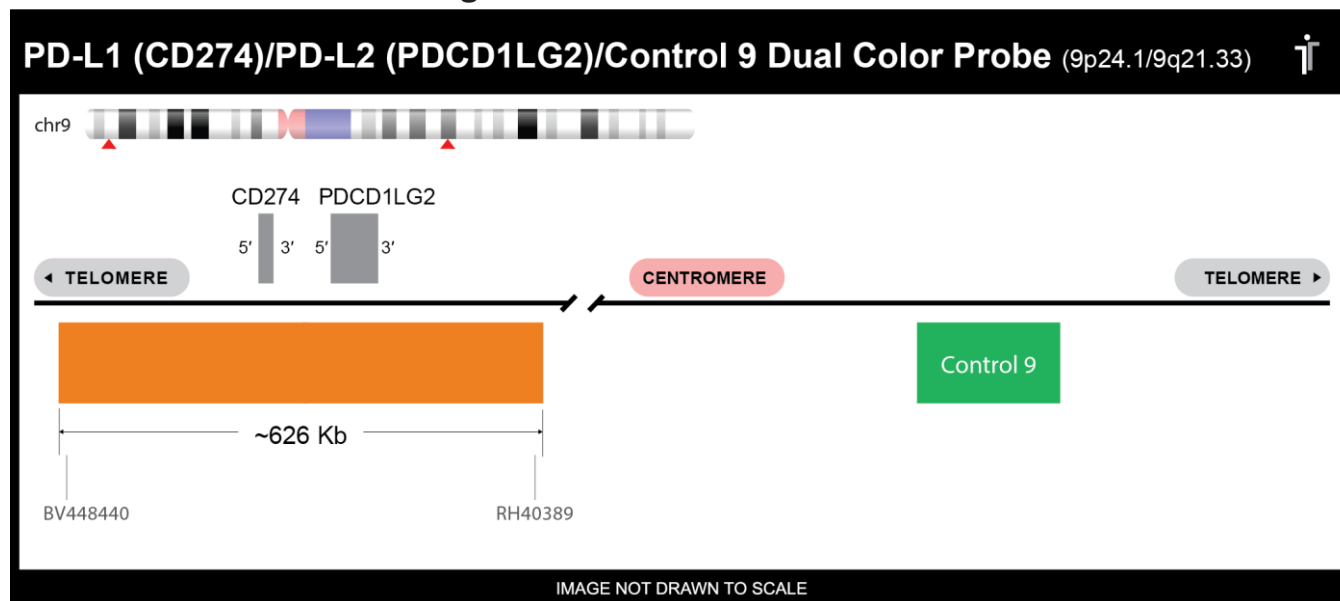 PD-L1 (CD274)/PD-L2 (PDCD1LG2)/Control 9 Dual Color Probe (9p24.1/9q21.33)
chr9
CD274 PDCD1LG2
5′ 3′ 5′ 3′
◄ TELOMERE CENTROMERE TELOMERE ►
Control 9
~626 Kb
BV448440 RH40389
IMAGE NOT DRAWN TO SCALE